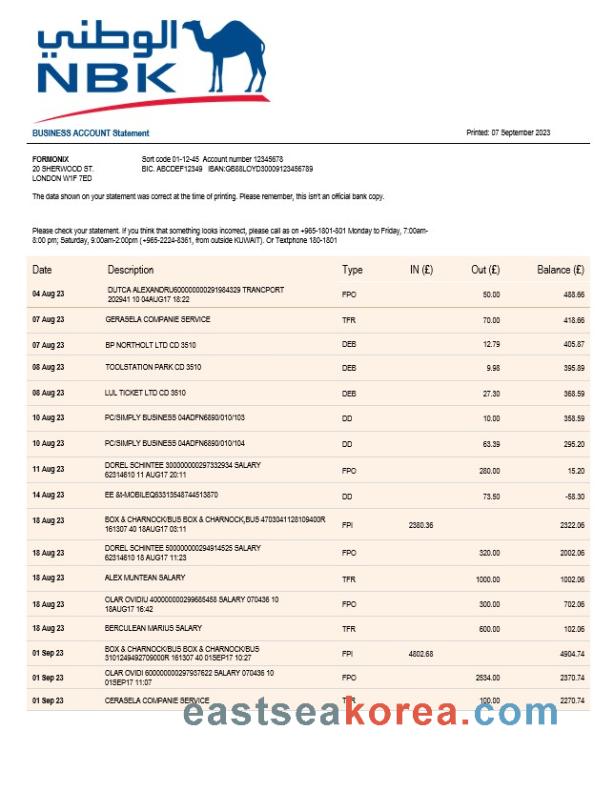 الوطني
NBK
BUSINESS ACCOUNT Statement
Printed: 07 September 2023
FORMONIX
20 SHERWOOD ST.
LONDON W1F 7ED
Sort code 01-12-45 Account number 12345678
BIC. ABCDEF12349 IBAN:GB88LOYD30009123456789
The data shown on your statement was correct at the time of printing. Please remember, this isn't an official bank copy.
Please check your statement. If you think that something looks incorrect, please call as on +965-1801-801 Monday to Friday, 7:00am-
8:00 pm; Saturday, 9:00am-2:00pm (+965-2224-8361, from outside KUWAIT). Or Textphone 180-1801
Date Description Type IN (£) Out (£) Balance (£)
04 Aug 23 DUTCA ALEXANDRU600000000291984329 TRANCPORT FPO 50.00 488.66
202941 10 04AUG17 18:22
07 Aug 23 GERASELA COMPANIE SERVICE TFR 70.00 418.66
07 Aug 23 BP NORTHOLT LTD CD 3510 DEB 12.79 405.87
08 Aug 23 TOOLSTATION PARK CD 3510 DEB 9.98 395.89
08 Aug 23 LUL TICKET LTD CD 3510 DEB 27.30 368.59
10 Aug 23 PC/SIMPLY BUSINESS 04ADFN6890/010/103 DD 10.00 358.59
10 Aug 23 PC/SIMPLY BUSINESS 04ADFN6890/010/104 DD 63.39 295.20
11 Aug 23 DOREL SCHINTEE 300000000297332934 SALARY FPO 280.00 15.20
62314610 11 AUG17 20:11
14 Aug 23 EE &t-MOBILEQ63313548744513870 DD 73.50 -58.30
18 Aug 23 BOX & CHARNOCK/BUS BOX & CHARNOCK,BUS 4703041128109400R FPI 2380.36 2322.06
161307 40 18AUG17 03:11
18 Aug 23 DOREL SCHINTEE 500000000294914525 SALARY FPO 320.00 2002.06
62314610 18 AUG17 11:23
18 Aug 23 ALEX MUNTEAN SALARY TFR 1000.00 1002.06
18 Aug 23 OLAR OVIDIU 400000000299685458 SALARY 070436 10 FPO 300.00 702.06
18AUG17 16:42
18 Aug 23 BERCULEAN MARIUS SALARY TFR 600.00 102.06
01 Sep 23 BOX & CHARNOCK/BUS BOX & CHARNOCK/BUS FPI 4802.68 4904.74
3101249492709000R 161307 40 01SEP17 10:27
01 Sep 23 OLAR OVIDI 600000000297937622 SALARY 070436 10 FPO 2534.00 2370.74
01SEP17 11:07
01 Sep 23 CERASELA COMPANIE SERVICE TFR 100.00 2270.74
eastseakorea.com